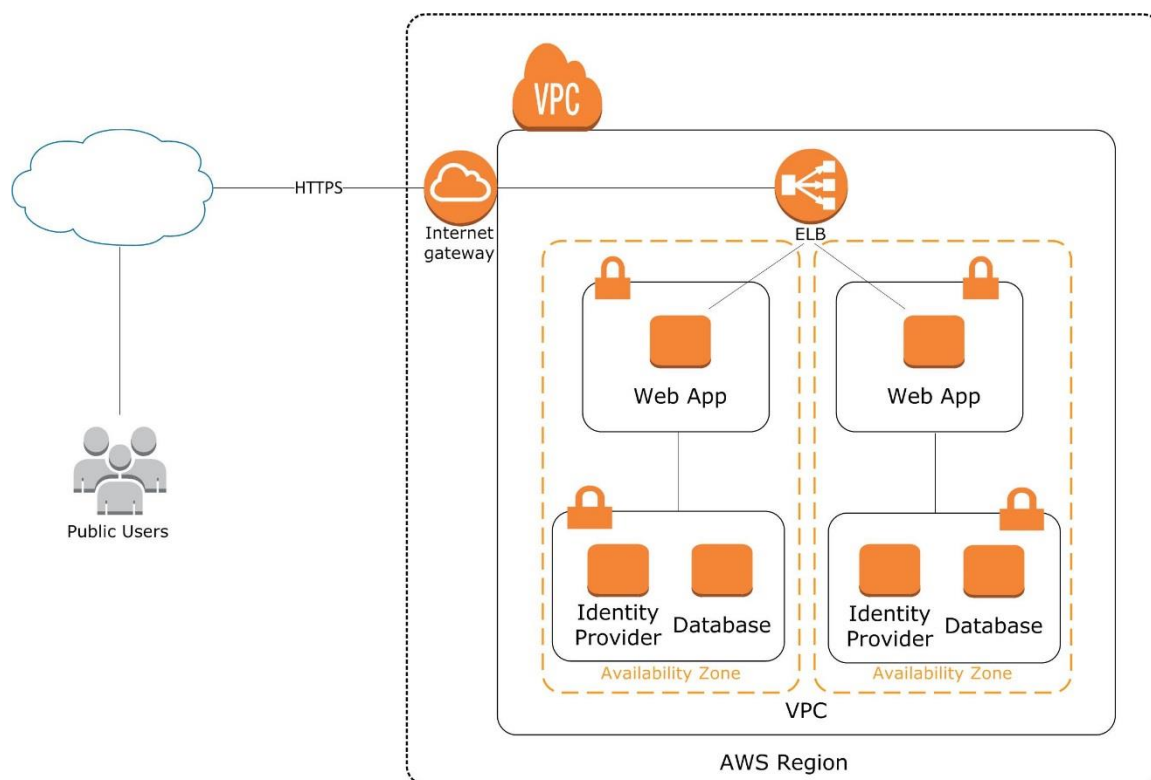 VPC
HTTPS
Internet
gateway
ELB
Web App
Web App
Public Users
Identity
Provider
Database
Identity
Provider
Database
Availability Zone
Availability Zone
VPC
AWS Region